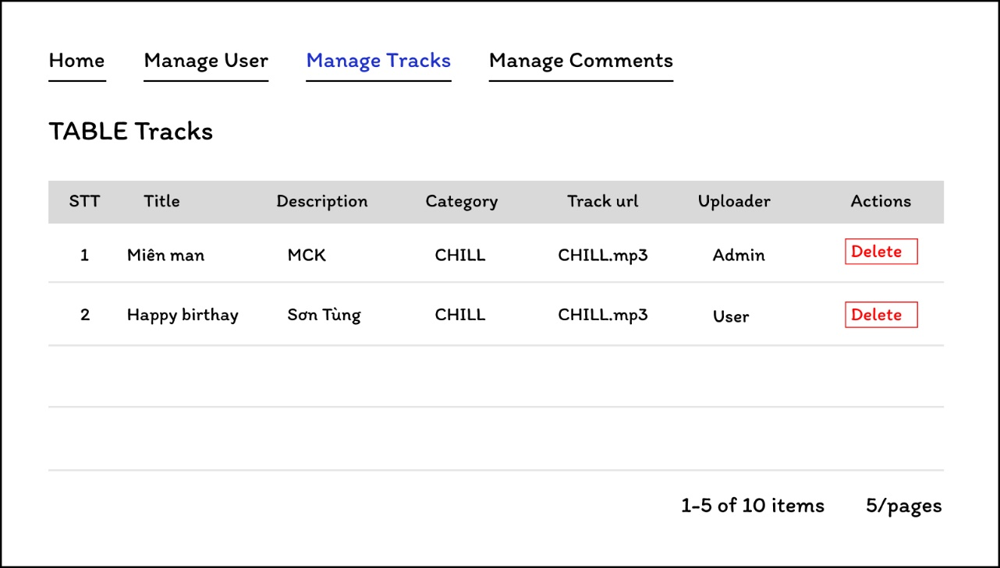 Home Manage User Manage Tracks Manage Comments
TABLE Tracks
STT Title Description Category Track url Uploader Actions
1 Miên man MCK CHILL CHILL.mp3 Admin Delete
2 Happy birthay Sơn Tùng CHILL CHILL.mp3 User Delete
1-5 of 10 items 5/pages